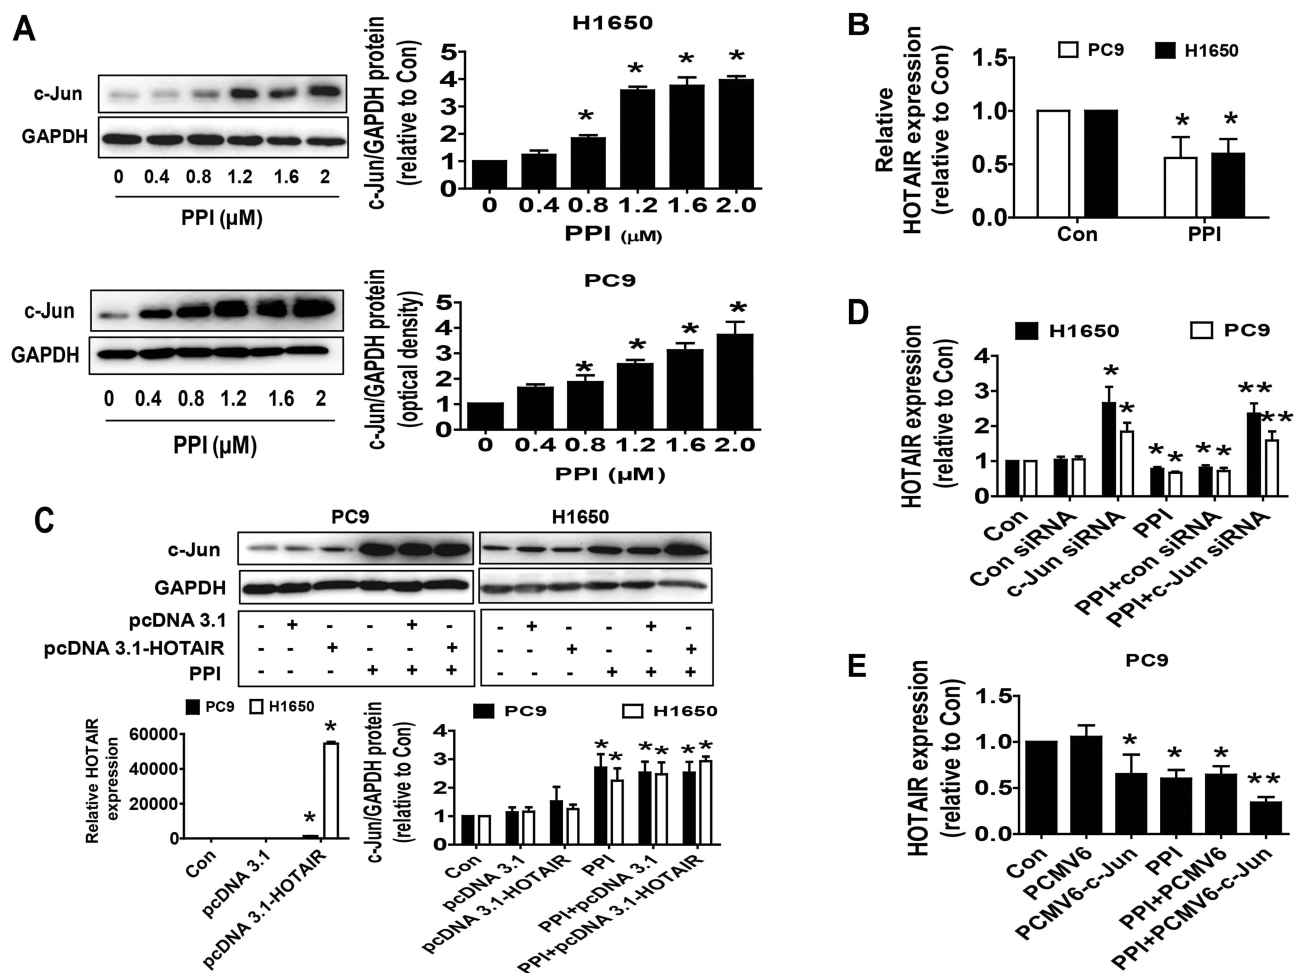 A
H1650
c-Jun
GAPDH
0 0.4 0.8 1.2 1.6 2
PPI (µM)
c-Jun/GAPDH protein
(relative to Con)
5
4
3
2
1
0
* * * *
0 0.4 0.8 1.2 1.6 2.0
PPI (µM)
PC9
c-Jun
GAPDH
0 0.4 0.8 1.2 1.6 2
PPI (µM)
c-Jun/GAPDH protein
(optical density)
5
4
3
2
1
0
* * * *
0 0.4 0.8 1.2 1.6 2.0
PPI (µM)
B
PC9 H1650
Relative
HOTAIR expression
(relative to Con)
1.5
1.0
0.5
0.0
* *
Con PPI
C
PC9 H1650
c-Jun
GAPDH
pcDNA 3.1 - + - - + - - + - - + -
pcDNA 3.1-HOTAIR - - + - - + - - + - - +
PPI - - - + + + - - - + + +
PC9 H1650
Relative HOTAIR
expression
60000
40000
20000
0
* *
Con
pcDNA 3.1
pcDNA 3.1-HOTAIR
PC9 H1650
c-Jun/GAPDH protein
(relative to Con)
4
3
2
1
0
* * * * * *
Con
pcDNA 3.1
pcDNA 3.1-HOTAIR
PPI
PPI+pcDNA 3.1
PPI+pcDNA 3.1-HOTAIR
D
H1650 PC9
HOTAIR expression
(relative to Con)
4
3
2
1
0
* * * * * * ** **
Con
Con siRNA
c-Jun siRNA
PPI
PPI+con siRNA
PPI+c-Jun siRNA
E
PC9
HOTAIR expression
(relative to Con)
1.5
1.0
0.5
0.0
* * * **
Con
PCMV6
PCMV6-c-Jun
PPI
PPI+PCMV6
PPI+PCMV6-c-Jun